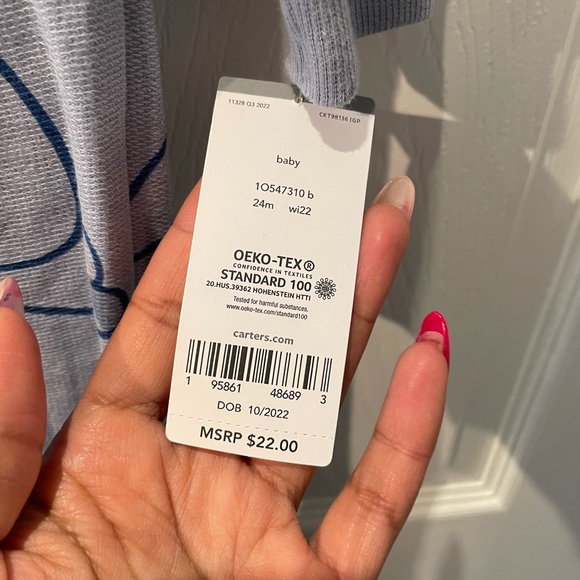 11329 Q3 2022
CKT98136 IGP
baby
1O547310 b
24m wi22
OEKO-TEX®
CONFIDENCE IN TEXTILES
STANDARD 100
20.HUS.39362 HOHENSTEIN HTTI
Tested for harmful substances.
www.oeko-tex.com/standard100
carters.com
1 95861 48689 3
DOB 10/2022
MSRP $22.00